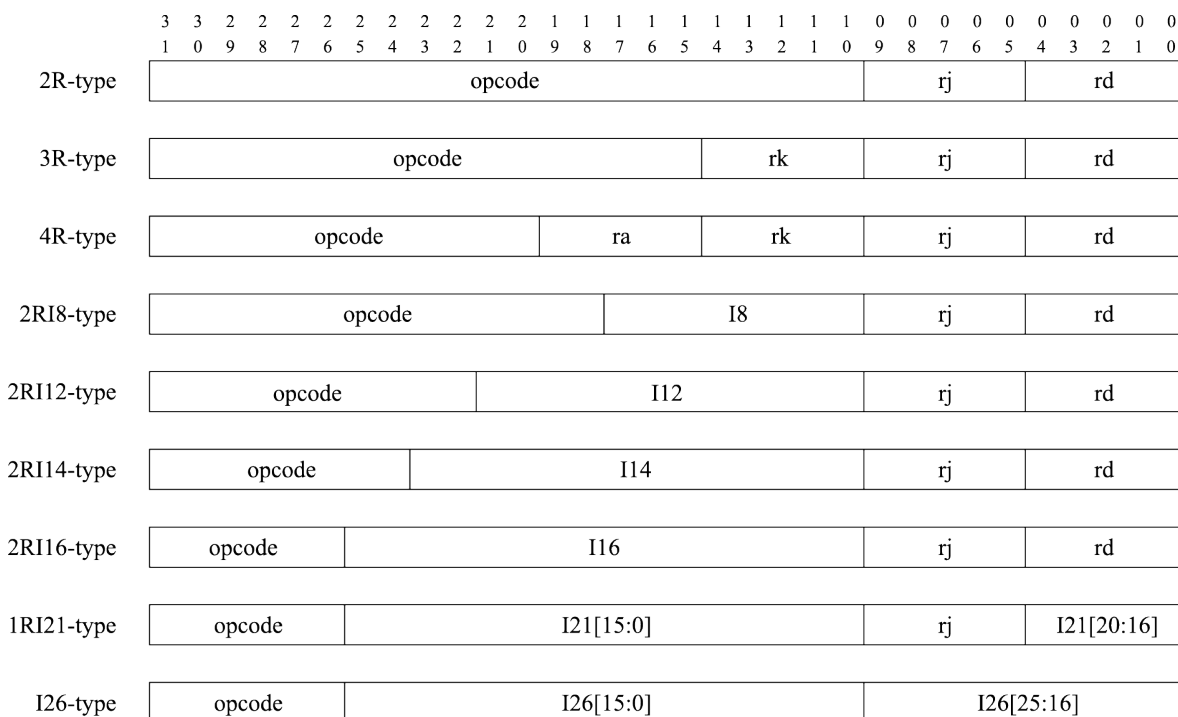 3 3 2 2 2 2 2 2 2 2 2 2 1 1 1 1 1 1 1 1 1 1 0 0 0 0 0 0 0 0 0 0
1 0 9 8 7 6 5 4 3 2 1 0 9 8 7 6 5 4 3 2 1 0 9 8 7 6 5 4 3 2 1 0
2R-type opcode rj rd
3R-type opcode rk rj rd
4R-type opcode ra rk rj rd
2RI8-type opcode I8 rj rd
2RI12-type opcode I12 rj rd
2RI14-type opcode I14 rj rd
2RI16-type opcode I16 rj rd
1RI21-type opcode I21[15:0] rj I21[20:16]
I26-type opcode I26[15:0] I26[25:16]